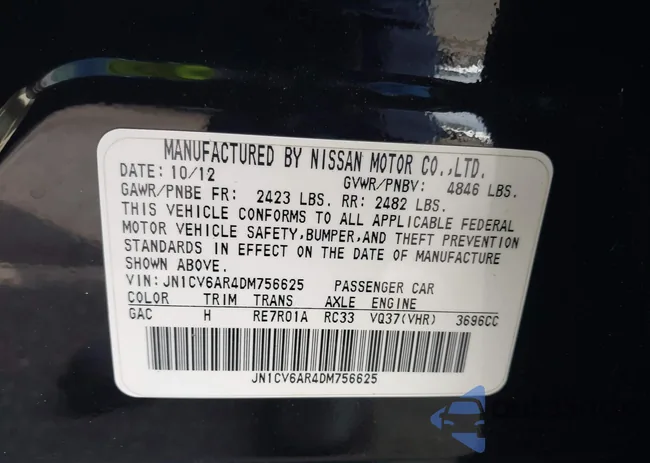 MANUFACTURED BY NISSAN MOTOR CO.,LTD.
DATE: 10/12 GVWR/PNBV: 4846 LBS.
GAWR/PNBE FR: 2423 LBS. RR: 2482 LBS.
THIS VEHICLE CONFORMS TO ALL APPLICABLE FEDERAL
MOTOR VEHICLE SAFETY,BUMPER,AND THEFT PREVENTION
STANDARDS IN EFFECT ON THE DATE OF MANUFACTURE
SHOWN ABOVE.
VIN: JN1CV6AR4DM756625 PASSENGER CAR
COLOR TRIM TRANS AXLE ENGINE
GAC H RE7R01A RC33 VQ37(VHR) 3696CC
JN1CV6AR4DM756625